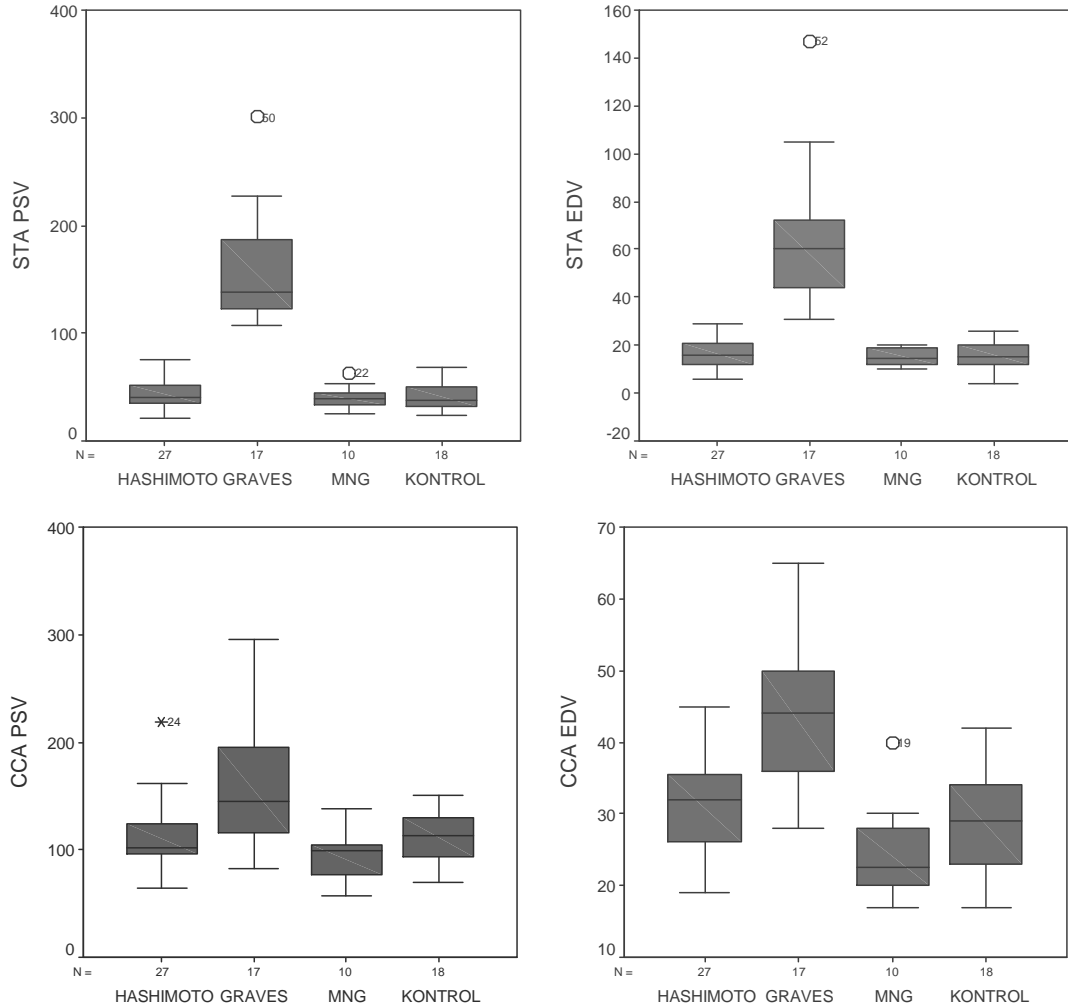 400
300
200
100
0
STA PSV
50
22
N = 27 17 10 18
HASHIMOTO GRAVES MNG KONTROL
160
140
120
100
80
60
40
20
0
-20
STA EDV
52
N = 27 17 10 18
HASHIMOTO GRAVES MNG KONTROL
400
300
200
100
0
CCA PSV
24
N = 27 17 10 18
HASHIMOTO GRAVES MNG KONTROL
70
60
50
40
30
20
10
CCA EDV
19
N = 27 17 10 18
HASHIMOTO GRAVES MNG KONTROL